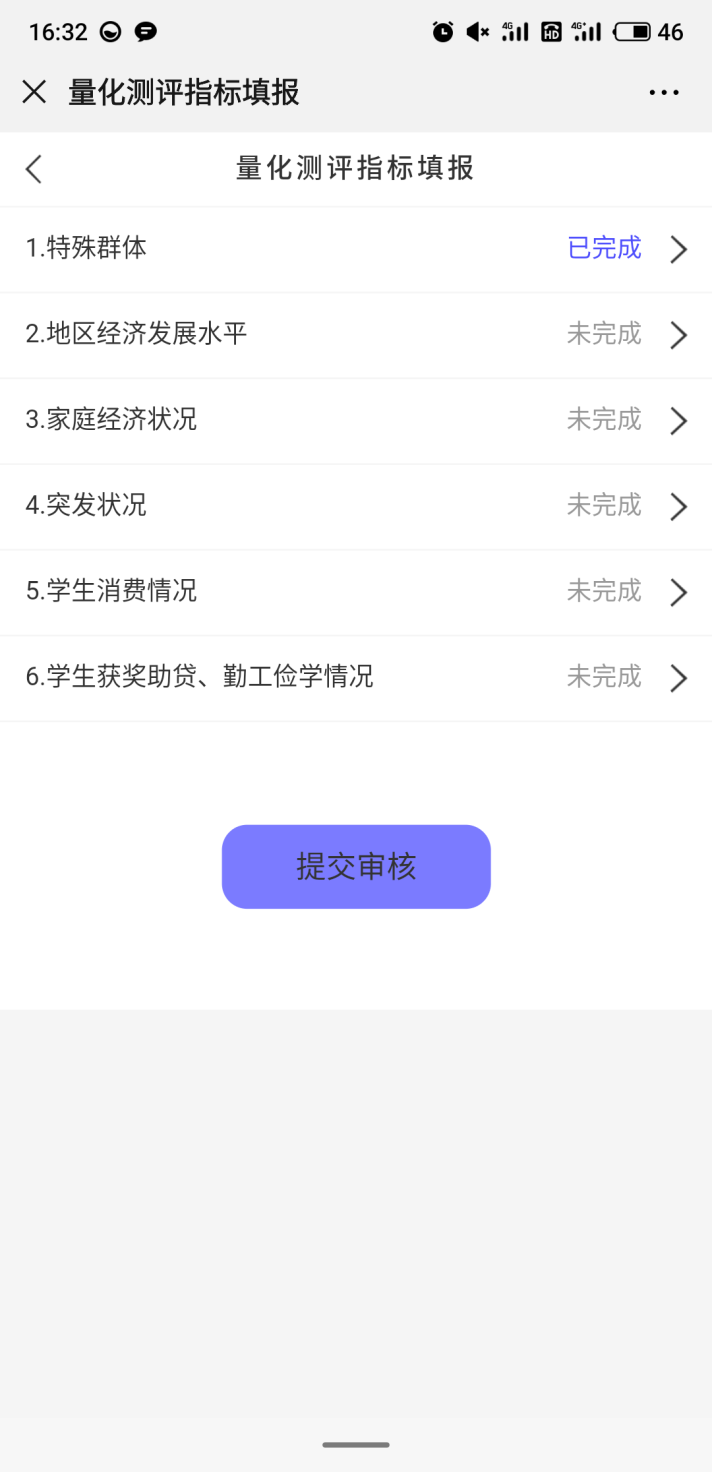 16:32 4G HD 4G+ 46
量化测评指标填报
量化测评指标填报
1.特殊群体 已完成
2.地区经济发展水平 未完成
3.家庭经济状况 未完成
4.突发状况 未完成
5.学生消费情况 未完成
6.学生获奖助贷、勤工俭学情况 未完成
提交审核